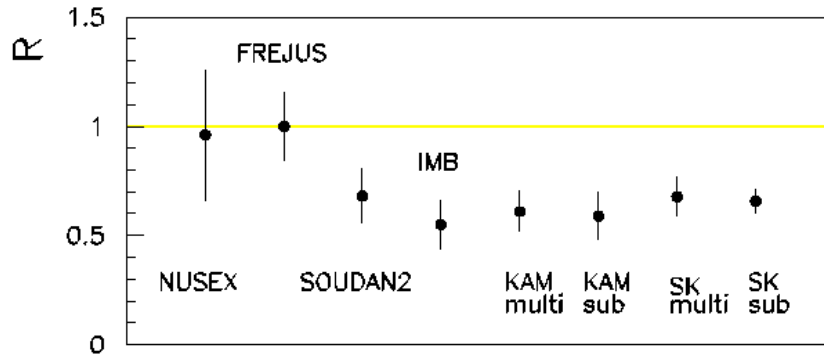 1.5
R
FREJUS
1
IMB
0.5
NUSEX
SOUDAN2
KAM
multi
KAM
sub
SK
multi
SK
sub
0